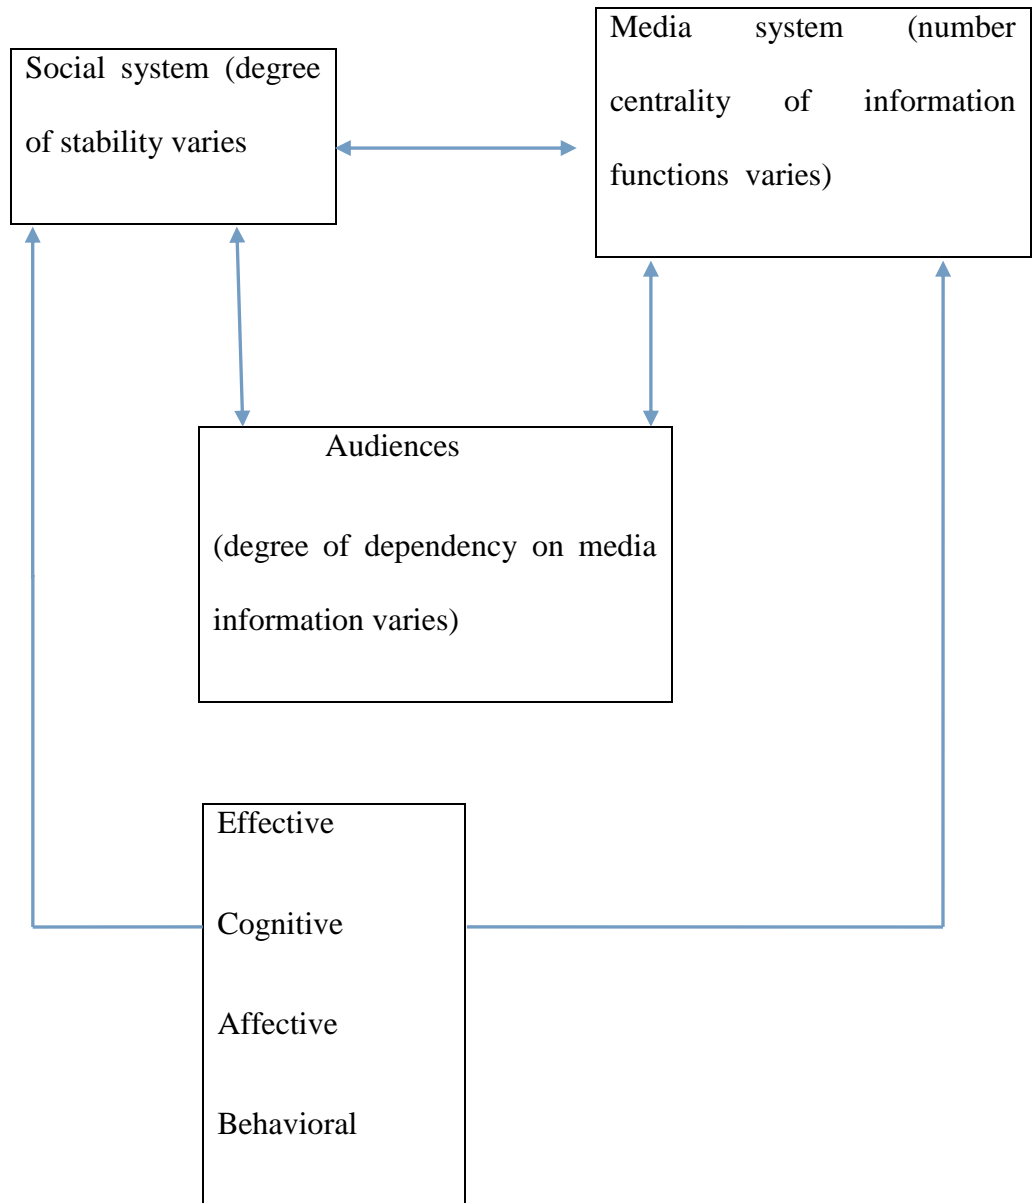 Social system (degree
of stability varies
Media system (number
centrality of information
functions varies)
Audiences
(degree of dependency on media
information varies)
Effective
Cognitive
Affective
Behavioral